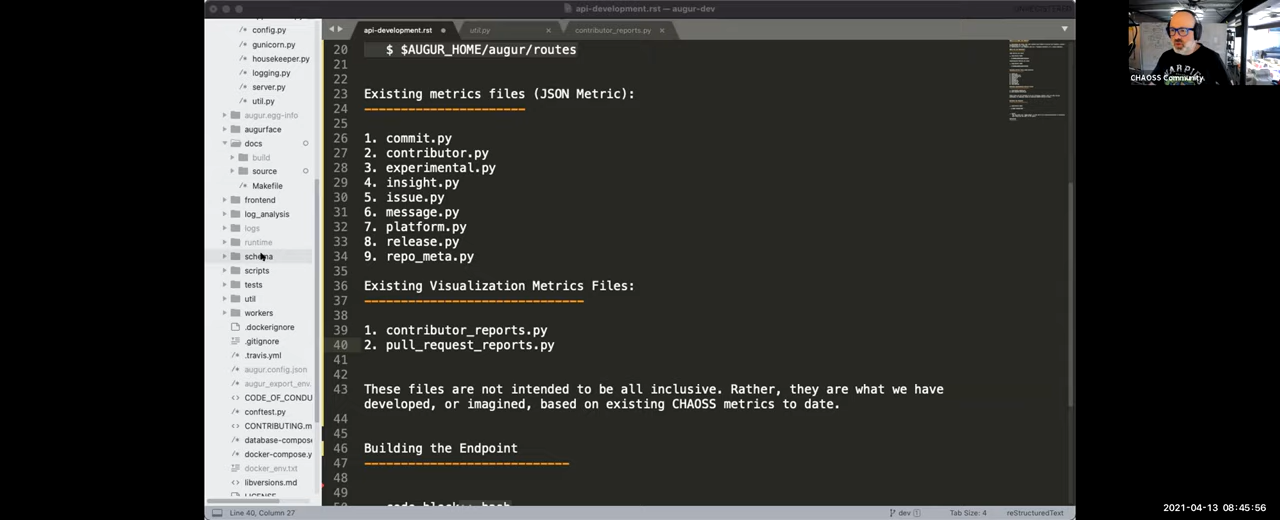 api-development.rst — augur-dev
UNREGISTERED
config.py
gunicorn.py
housekeeper.py
logging.py
server.py
util.py
augur.egg-info
augurface
docs
build
source
Makefile
frontend
log_analysis
logs
runtime
schema
scripts
tests
util
workers
.dockerignore
.gitignore
.travis.yml
augur.config.json
augur_export_env.
CODE_OF_CONDU
conftest.py
CONTRIBUTING.m
database-compose
docker-compose.y
docker_env.txt
libversions.md
LICENSE
api-development.rst
util.py
contributor_reports.py
20 $ $AUGUR_HOME/augur/routes
21
22
23 Existing metrics files (JSON Metric):
24 ----------------------
25
26 1. commit.py
27 2. contributor.py
28 3. experimental.py
29 4. insight.py
30 5. issue.py
31 6. message.py
32 7. platform.py
33 8. release.py
34 9. repo_meta.py
35
36 Existing Visualization Metrics Files:
37 ------------------------------
38
39 1. contributor_reports.py
40 2. pull_request_reports.py
41
42
43 These files are not intended to be all inclusive. Rather, they are what we have
developed, or imagined, based on existing CHAOSS metrics to date.
44
45
46 Building the Endpoint
47 ----------------------------
48
49
Line 40, Column 27
dev
1
Tab Size: 4
reStructuredText
CHAOSS Community
2021-04-13 08:45:56